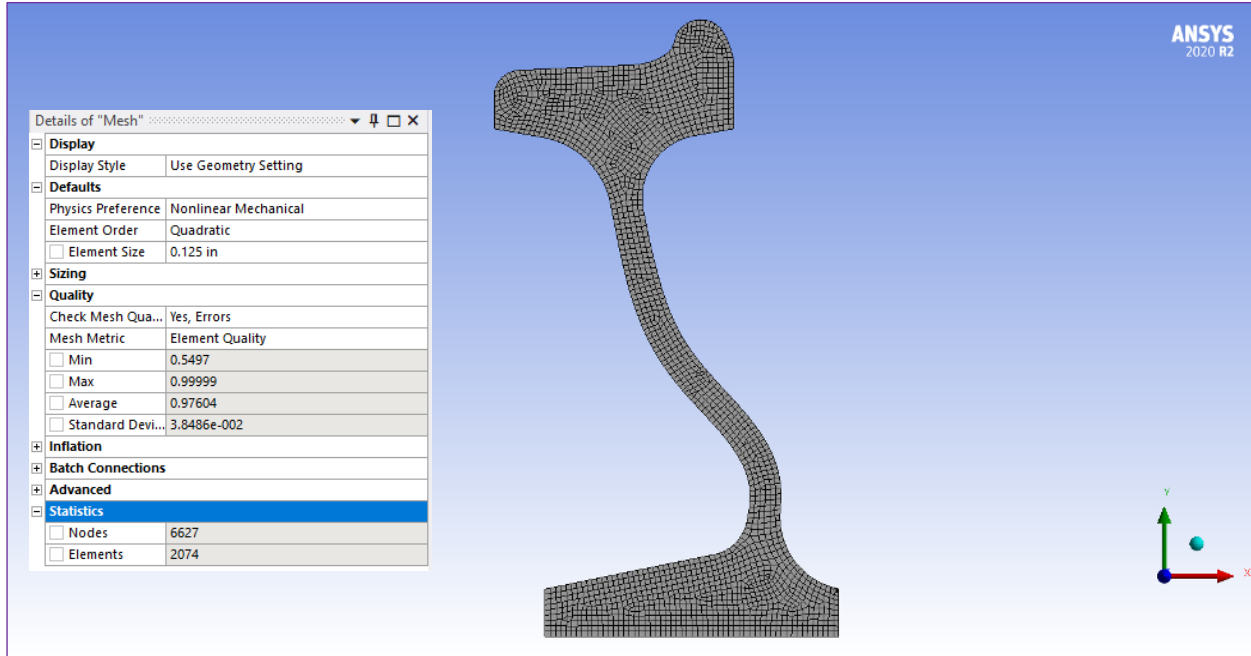 ANSYS
2020 R2
Details of "Mesh"
Display
Display Style Use Geometry Setting
Defaults
Physics Preference Nonlinear Mechanical
Element Order Quadratic
Element Size 0.125 in
Sizing
Quality
Check Mesh Qua... Yes, Errors
Mesh Metric Element Quality
Min 0.5497
Max 0.99999
Average 0.97604
Standard Devi... 3.8486e-002
Inflation
Batch Connections
Advanced
Statistics
Nodes 6627
Elements 2074
Y
X